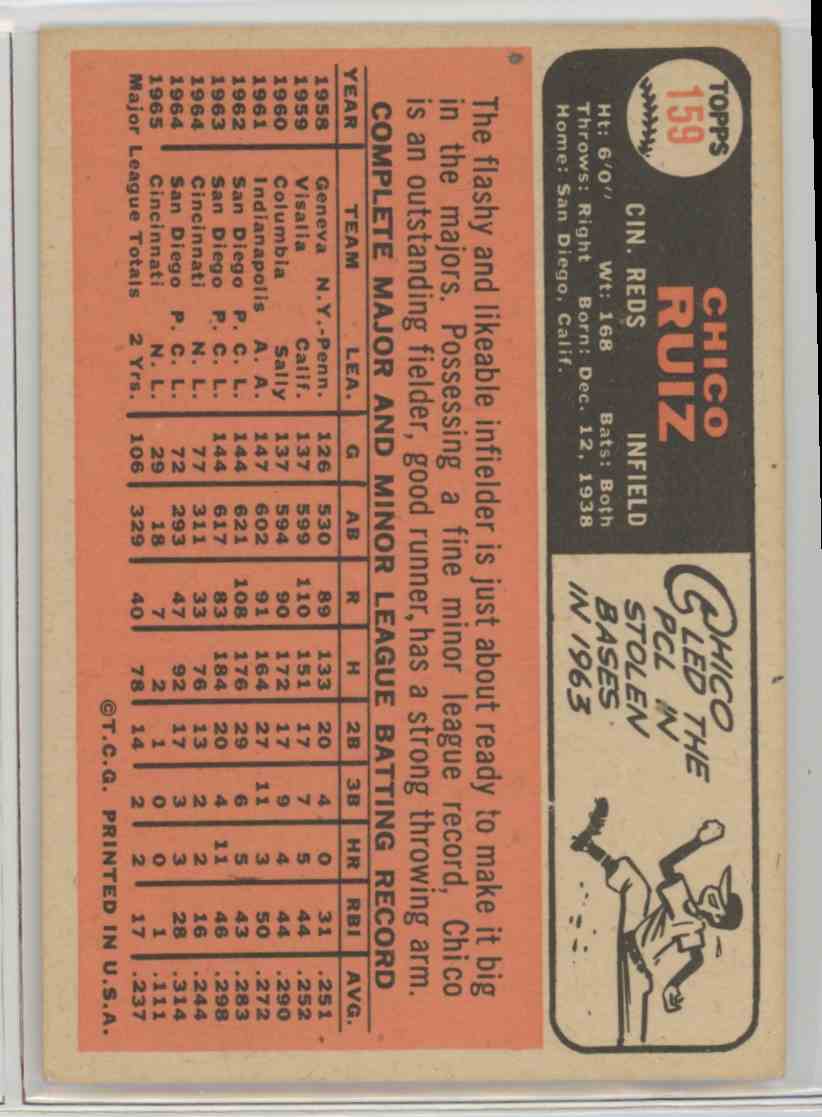 TOPPS
159
CHICO
RUIZ
CIN. REDS INFIELD
Ht: 6'0" Wt: 168 Bats: Both
Throws: Right Born: Dec. 12, 1938
Home: San Diego, Calif.
CHICO
LED THE
PCL IN
STOLEN
BASES
IN 1963
The flashy and likeable infielder is just about ready to make it big
in the majors. Possessing a fine minor league record, Chico
is an outstanding fielder, good runner, has a strong throwing arm.
COMPLETE MAJOR AND MINOR LEAGUE BATTING RECORD
YEAR TEAM LEA. G AB R H 2B 3B HR RBI AVG.
1958 Geneva N.Y.-Penn. 126 530 89 133 20 4 0 31 .251
1959 Visalia Calif. 137 599 110 151 17 7 5 44 .252
1960 Columbia Sally 137 594 90 172 17 9 4 44 .290
1961 Indianapolis A. A. 147 602 91 164 27 11 3 50 .272
1962 San Diego P. C. L. 144 621 108 176 29 6 5 43 .283
1963 San Diego P. C. L. 144 617 83 184 20 4 11 46 .298
1964 Cincinnati N. L. 77 311 33 76 13 2 2 16 .244
1964 San Diego P. C. L. 72 293 47 92 17 3 3 28 .314
1965 Cincinnati N. L. 29 18 7 2 1 0 0 1 .111
Major League Totals 2 Yrs. 106 329 40 78 14 2 2 17 .237
©T.C.G. PRINTED IN U.S.A.